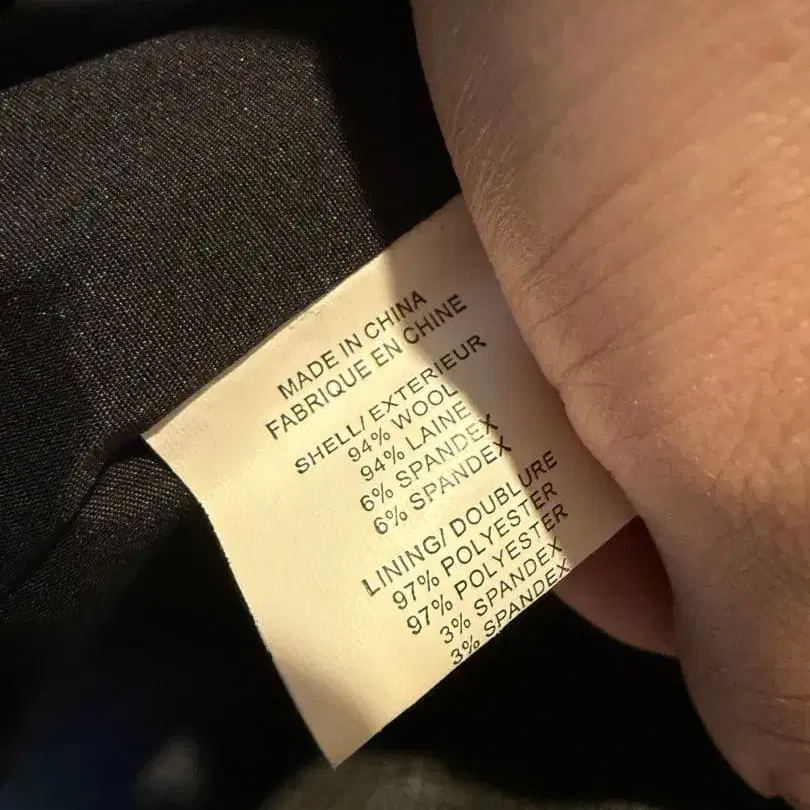 MADE IN CHINA
FABRIQUE EN CHINE
SHELL/ EXTERIEUR
94% WOOL
94% LAINE
6% SPANDEX
6% SPANDEX
LINING/ DOUBLURE
97% POLYESTER
97% POLYESTER
3% SPANDEX
3% SPANDEX